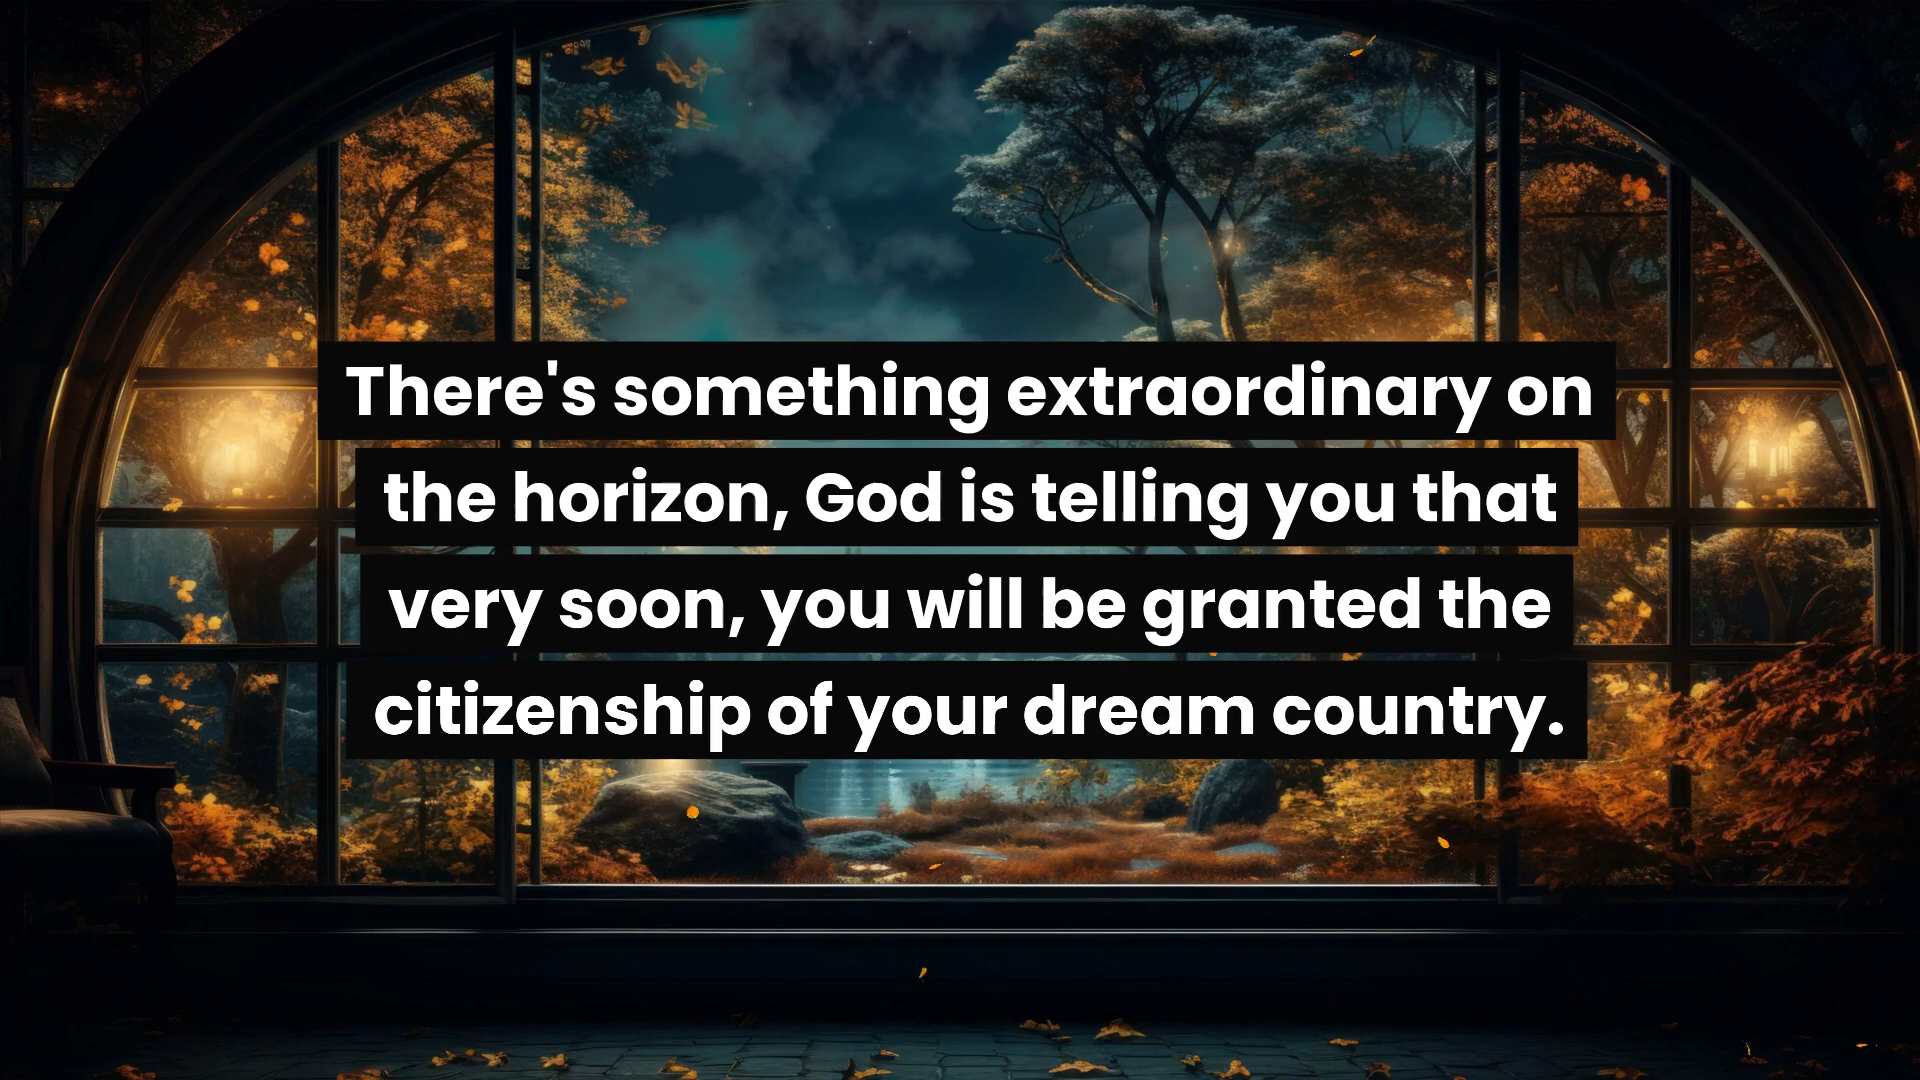 There's something extraordinary on
the horizon, God is telling you that
very soon, you will be granted the
citizenship of your dream country.